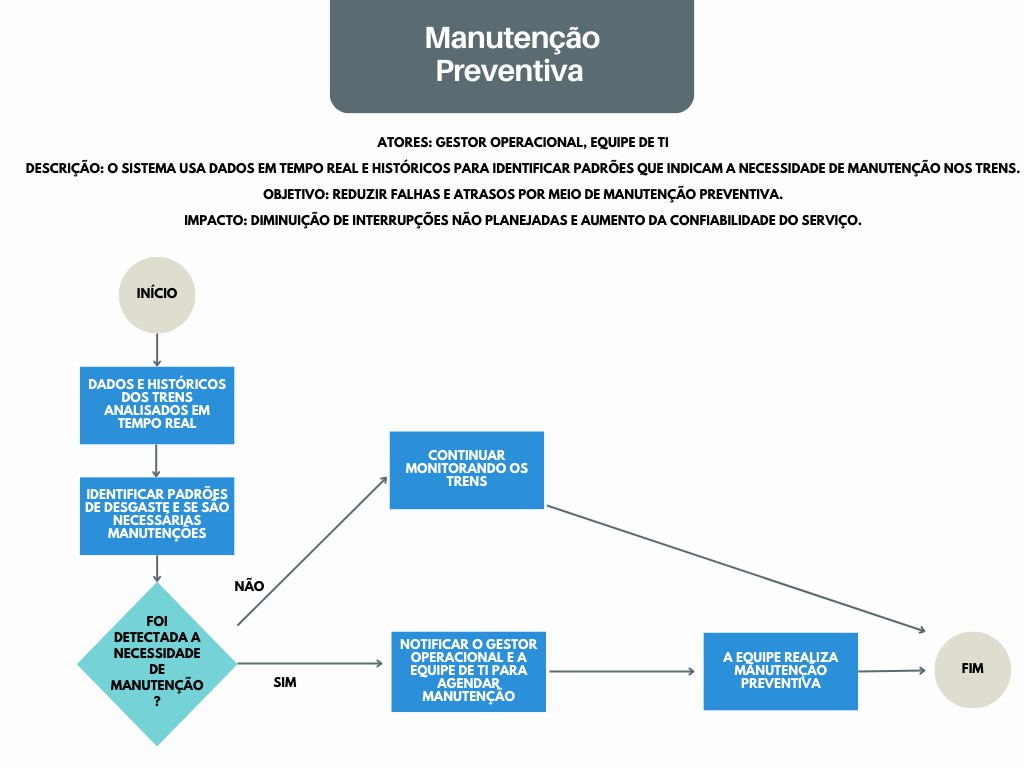 Manutenção
Preventiva
ATORES: GESTOR OPERACIONAL, EQUIPE DE TI
DESCRIÇÃO: O SISTEMA USA DADOS EM TEMPO REAL E HISTÓRICOS PARA IDENTIFICAR PADRÕES QUE INDICAM A NECESSIDADE DE MANUTENÇÃO NOS TRENS.
OBJETIVO: REDUZIR FALHAS E ATRASOS POR MEIO DE MANUTENÇÃO PREVENTIVA.
IMPACTO: DIMINUIÇÃO DE INTERRUPÇÕES NÃO PLANEJADAS E AUMENTO DA CONFIABILIDADE DO SERVIÇO.
INÍCIO
DADOS E HISTÓRICOS
DOS TRENS
ANALISADOS EM
TEMPO REAL
IDENTIFICAR PADRÕES
DE DESGASTE E SE SÃO
NECESSÁRIAS
MANUTENÇÕES
FOI
DETECTADA A
NECESSIDADE
DE
MANUTENÇÃO
?
NÃO
CONTINUAR
MONITORANDO OS
TRENS
SIM
NOTIFICAR O GESTOR
OPERACIONAL E A
EQUIPE DE TI PARA
AGENDAR
MANUTENÇÃO
A EQUIPE REALIZA
MANUTENÇÃO
PREVENTIVA
FIM